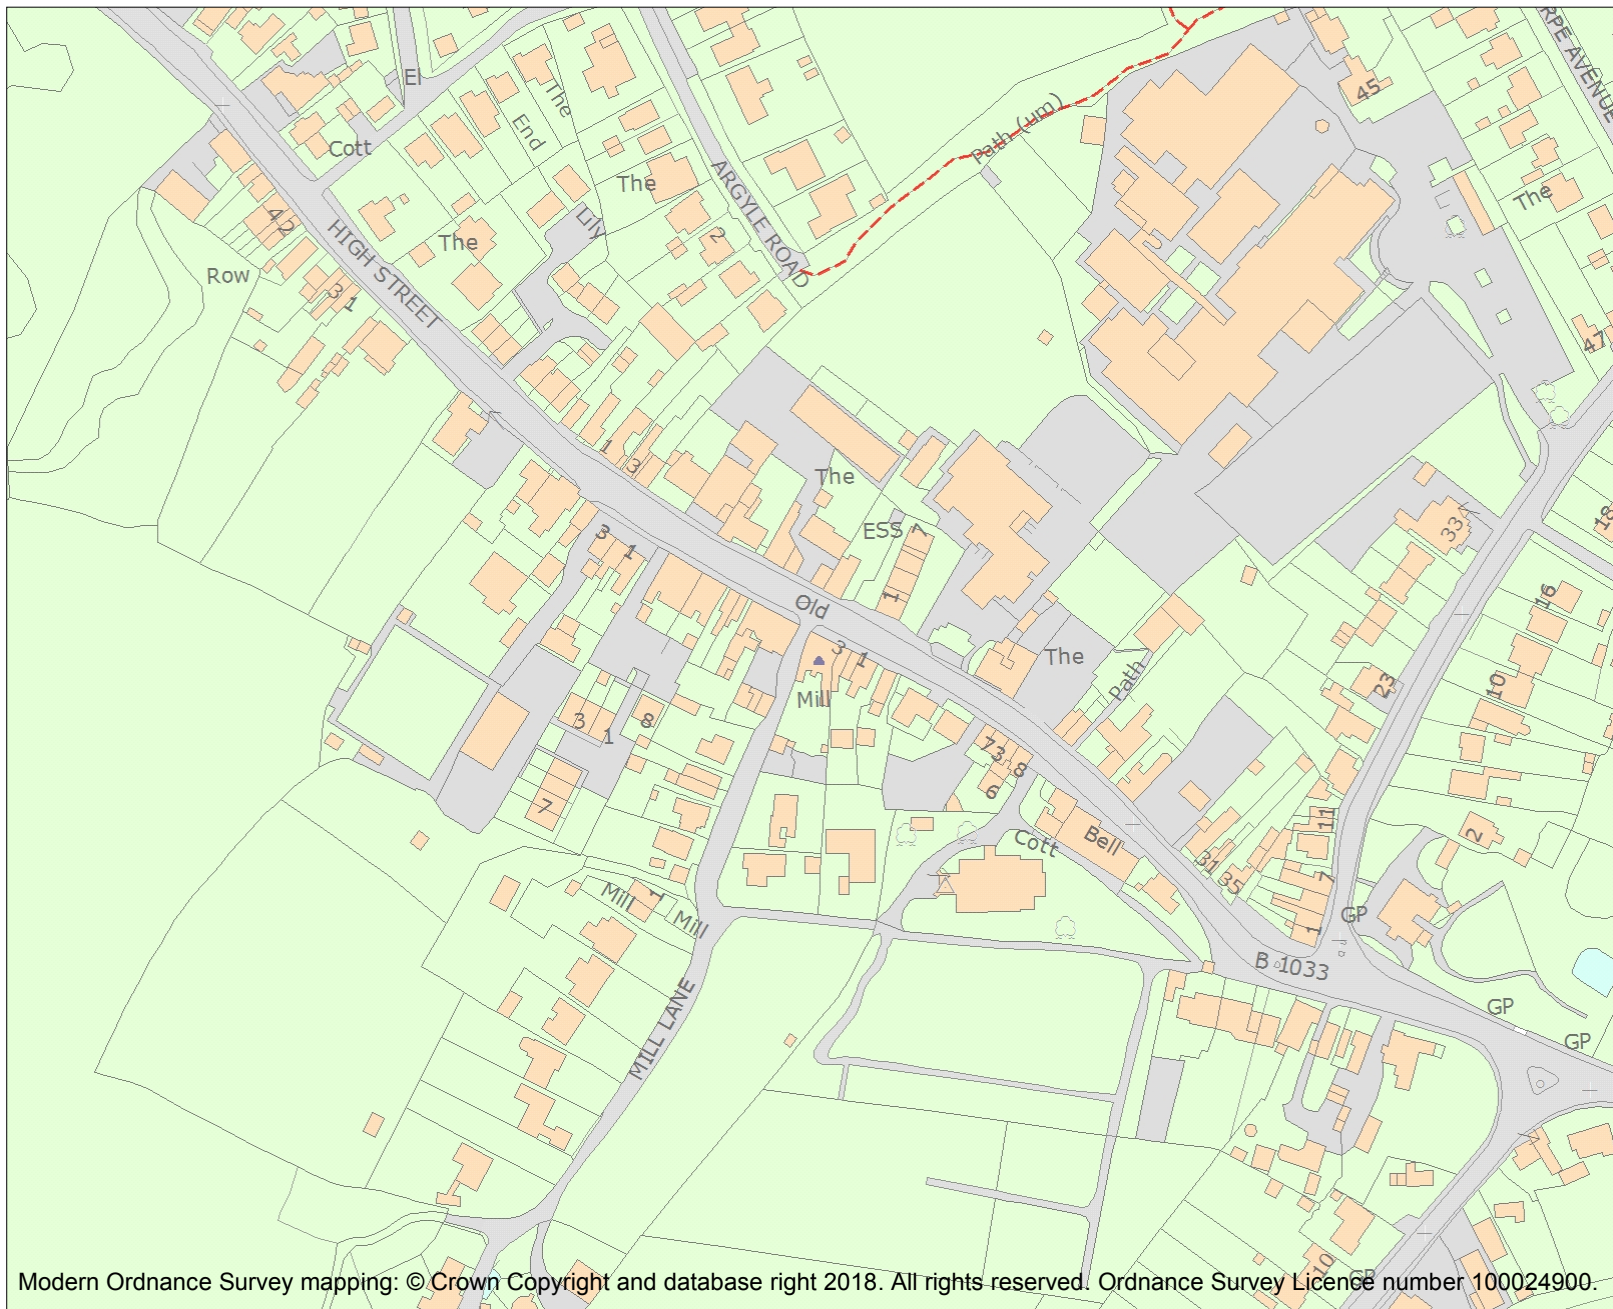 RPE AVENUE
El
The
45
End
Path (um)
Cott
The
ARGYLE ROAD
The
42
Lily
2
HIGH STREET
The
Row
3
1
47
1
3
The
ESS
7
33
18
3
1
1
Old
16
3
1
The
Path
23
10
Mill
3
1
8
73
8
6
7
Cott
Bell
11
2
31
35
7
Mill
1
Mill
GP
1
B 1033
MILL LANE
GP
GP
10
GP
Modern Ordnance Survey mapping: © Crown Copyright and database right 2018. All rights reserved. Ordnance Survey Licence number 100024900.